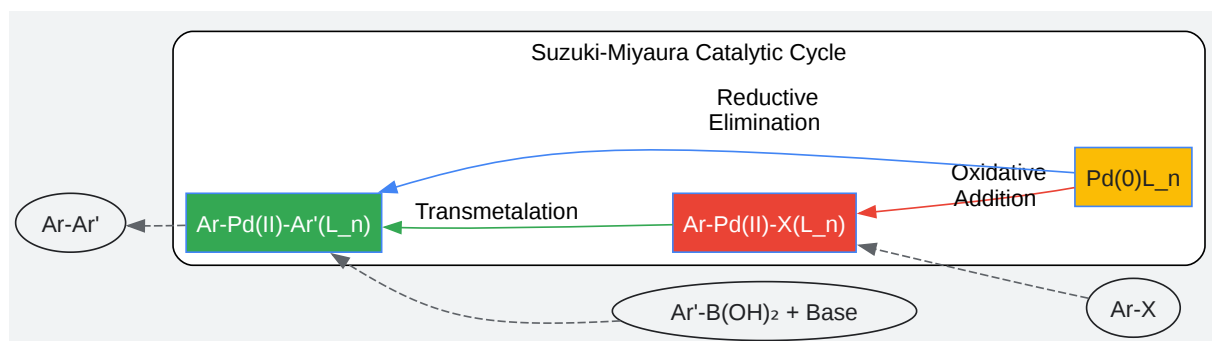 Suzuki-Miyaura Catalytic Cycle
Reductive
Elimination
Oxidative
Addition
Pd(0)L_n
Ar-Ar'
Ar-Pd(II)-Ar'(L_n)
Transmetalation
Ar-Pd(II)-X(L_n)
Ar'-B(OH)₂ + Base
Ar-X